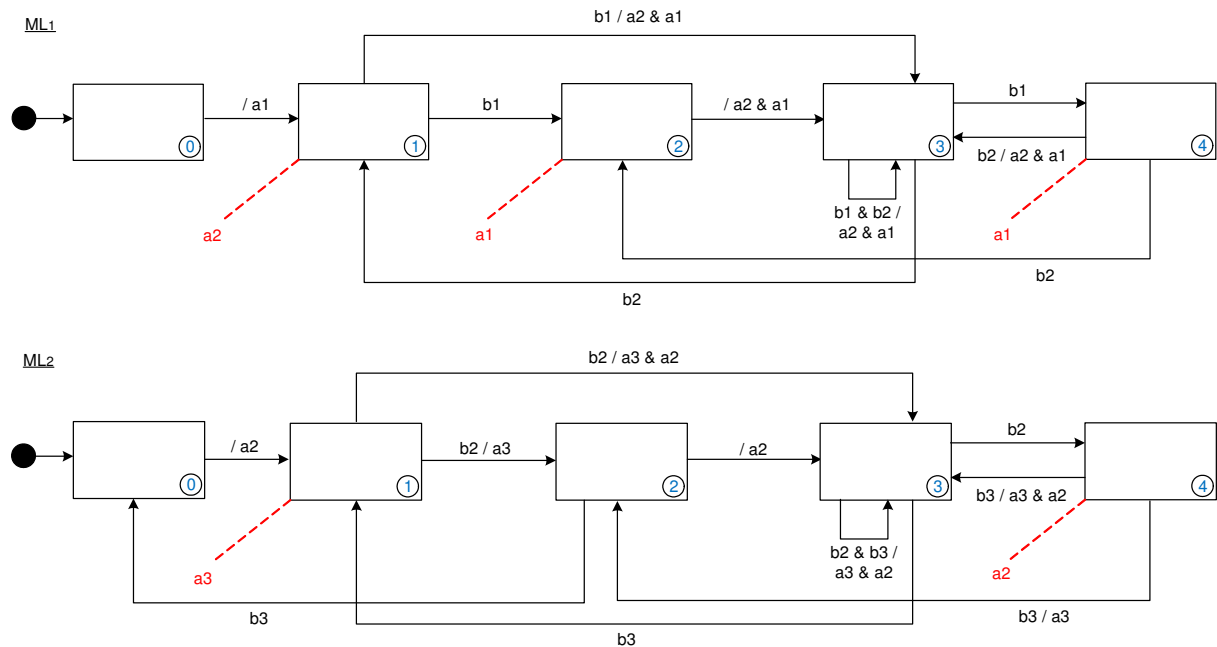 b1 / a2 & a1
ML1
/ a1
b1
/ a2 & a1
b1
0
1
2
3
4
b2 / a2 & a1
b1 & b2 /
a2 & a1
a2
a1
a1
b2
b2
ML2
b2 / a3 & a2
/ a2
b2 / a3
/ a2
b2
0
1
2
3
4
b3 / a3 & a2
b2 & b3 /
a3 & a2
a3
a2
b3
b3 / a3
b3